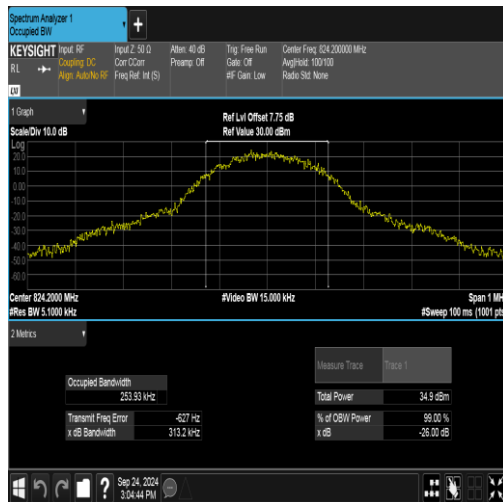 Spectrum Analyzer 1
Occupied BW
KEYSIGHT Input: RF Input Z: 50 Ω Atten: 40 dB Trig: Free Run Center Freq: 824.200000 MHz
RL Coupling: DC Corr CCorr Preamp: Off Gate: Off Avg|Hold: 100/100
Align: Auto/No RF Freq Ref: Int (S) #IF Gain: Low Radio Std: None
LXI
1 Graph
Ref Lvl Offset 7.75 dB
Scale/Div 10.0 dB Ref Value 30.00 dBm
Log
20.0
10.0
0.00
-10.0
-20.0
-30.0
-40.0
-50.0
-60.0
Center 824.2000 MHz #Video BW 15.000 kHz Span 1 MH
#Res BW 5.1000 kHz #Sweep 100 ms (1001 pts
2 Metrics
Measure Trace Trace 1
Occupied Bandwidth
253.93 kHz
Total Power 34.9 dBm
Transmit Freq Error -627 Hz % of OBW Power 99.00 %
x dB Bandwidth 313.2 kHz x dB -26.00 dB
? Sep 24, 2024
3:04:44 PM